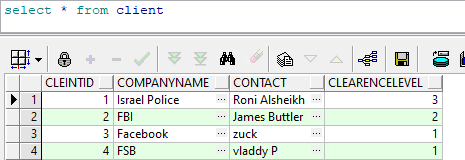 select * from client
CLEINTID COMPANYNAME CONTACT CLEARENCELEVEL
1 1 Israel Police ... Roni Alsheikh ... 3
2 2 FBI ... James Buttler ... 2
3 3 Facebook ... zuck ... 1
4 4 FSB ... vladdy P ... 1